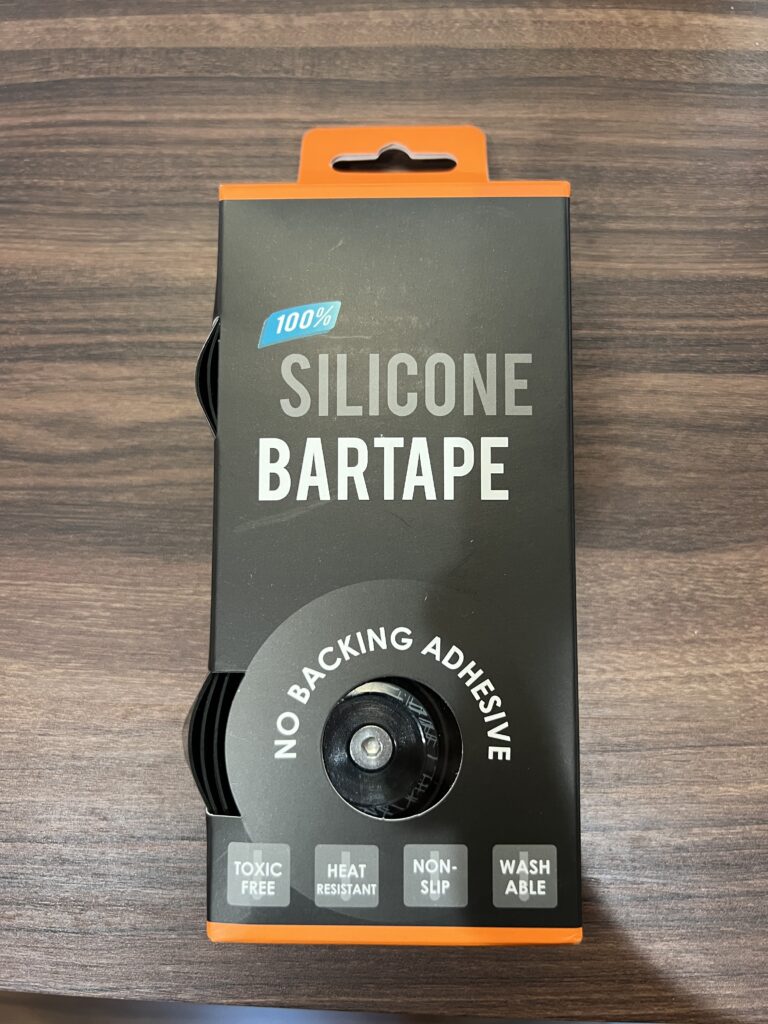 100%
SILICONE
BARTAPE
NO BACKING ADHESIVE
TOXIC
FREE
HEAT
RESISTANT
NON-
SLIP
WASH
ABLE